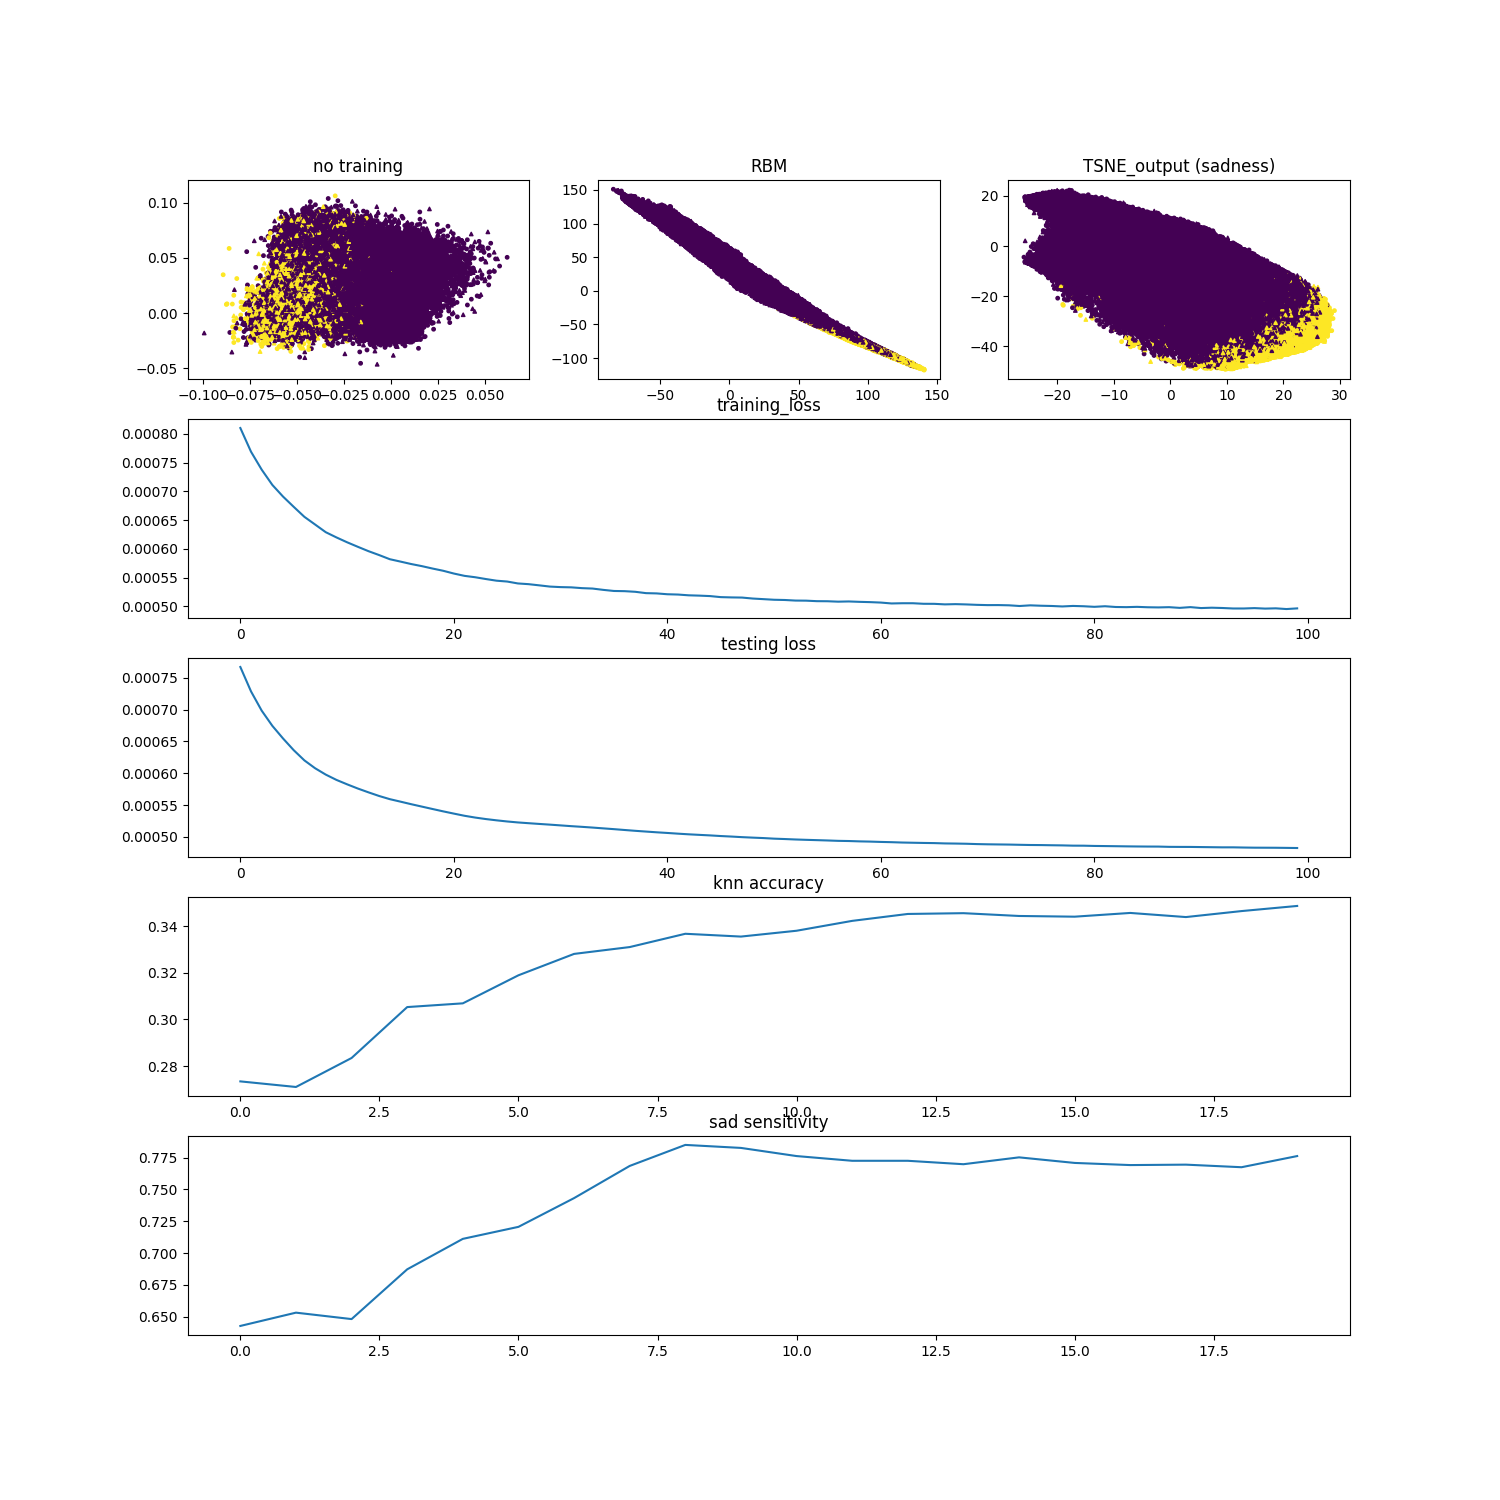 no training RBM TSNE_output (sadness)
0.10 0.05 0.00 −0.05
−0.100 −0.075 −0.050 −0.025 0.000 0.025 0.050
150 100 50 0 −50 −100
−50 0 50 100 150
20 0 −20 −40
−20 −10 0 10 20 30
training_loss
0.00080
0.00075
0.00070
0.00065
0.00060
0.00055
0.00050
0 20 40 60 80 100
testing loss
0.00075
0.00070
0.00065
0.00060
0.00055
0.00050
0 20 40 60 80 100
knn accuracy
0.34
0.32
0.30
0.28
0.0 2.5 5.0 7.5 10.0 12.5 15.0 17.5
sad sensitivity
0.775
0.750
0.725
0.700
0.675
0.650
0.0 2.5 5.0 7.5 10.0 12.5 15.0 17.5